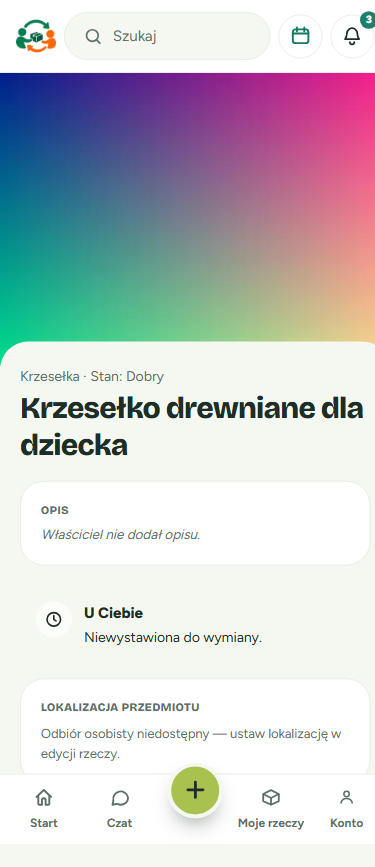 Szukaj
3
Krzesełka · Stan: Dobry
Krzesełko drewniane dla
dziecka
OPIS
Właściciel nie dodał opisu.
U Ciebie
Niewystawiona do wymiany.
LOKALIZACJA PRZEDMIOTU
Odbiór osobisty niedostępny — ustaw lokalizację w
edycji rzeczy.
Start
Czat
Moje rzeczy
Konto